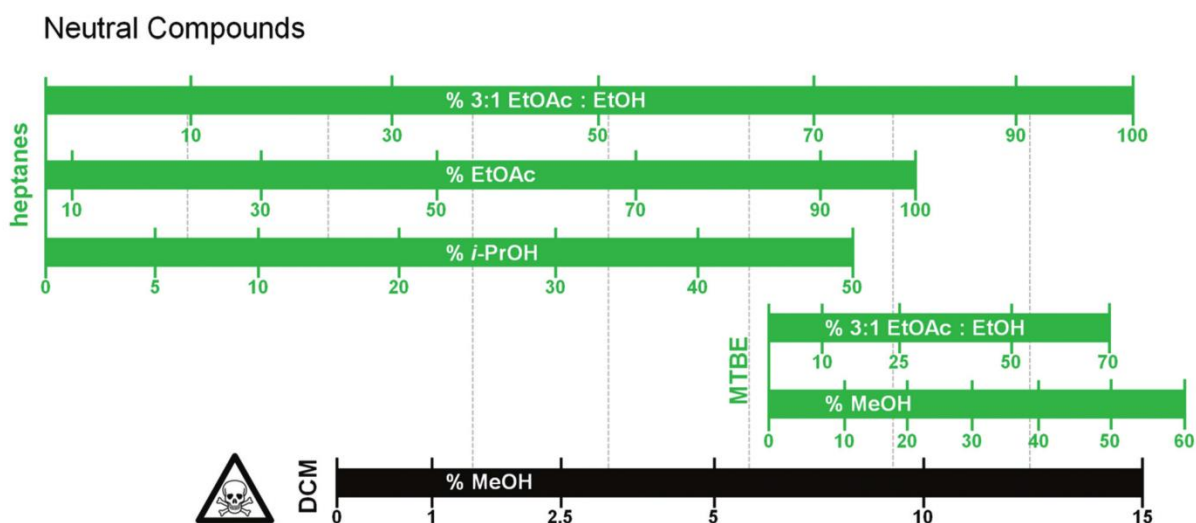 Neutral Compounds
heptanes
% 3:1 EtOAc : EtOH
10 30 50 70 90 100
% EtOAc
10 30 50 70 90 100
% i-PrOH
0 5 10 20 30 40 50
MTBE
% 3:1 EtOAc : EtOH
10 25 50 70
% MeOH
0 10 20 30 40 50 60
DCM
% MeOH
0 1 2.5 5 10 15